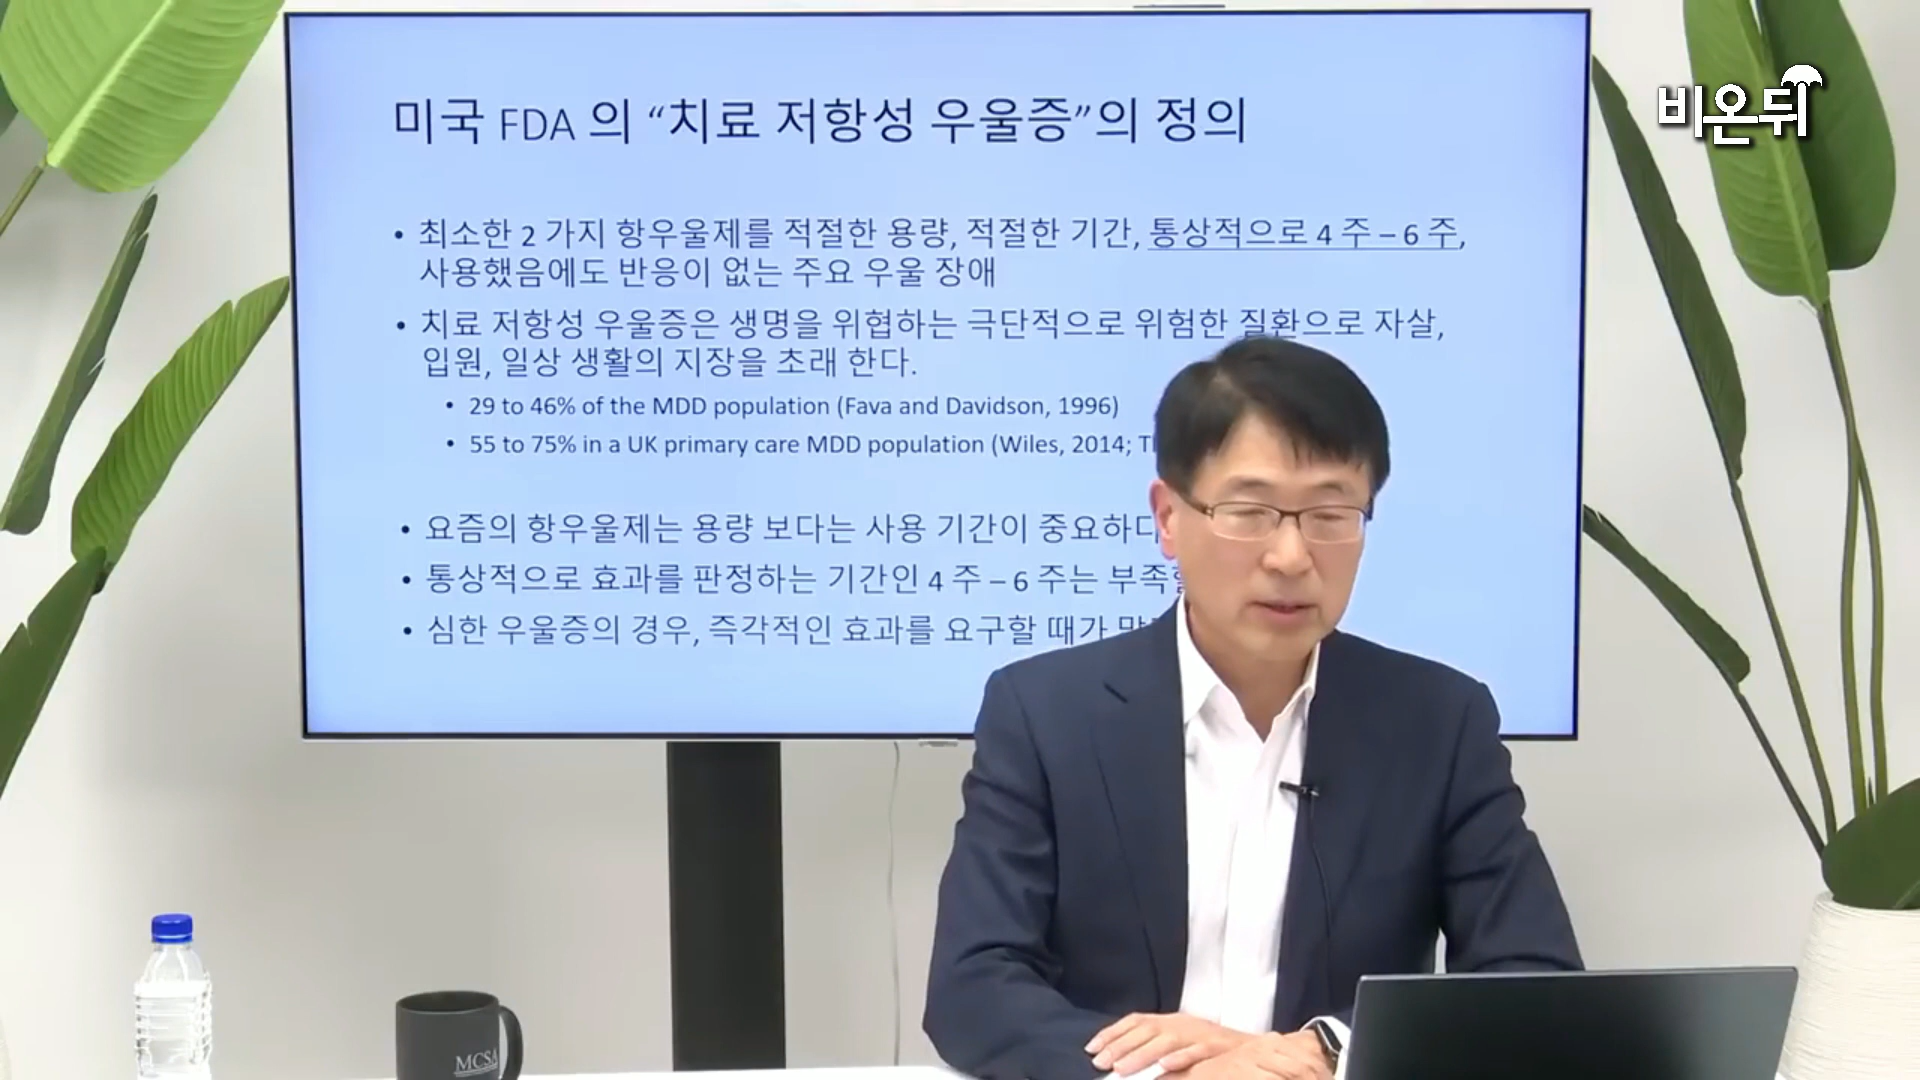 미국 FDA 의 “치료 저항성 우울증”의 정의
비온뒤
• 최소한 2 가지 항우울제를 적절한 용량, 적절한 기간, 통상적으로 4 주 – 6 주,
사용했음에도 반응이 없는 주요 우울 장애
• 치료 저항성 우울증은 생명을 위협하는 극단적으로 위험한 질환으로 자살,
입원, 일상 생활의 지장을 초래 한다.
• 29 to 46% of the MDD population (Fava and Davidson, 1996)
• 55 to 75% in a UK primary care MDD population (Wiles, 2014;
• 요즘의 항우울제는 용량 보다는 사용 기간이 중요하다
• 통상적으로 효과를 판정하는 기간인 4 주 – 6 주는
• 심한 우울증의 경우, 즉각적인 효과를 요구할 때가
MCSA